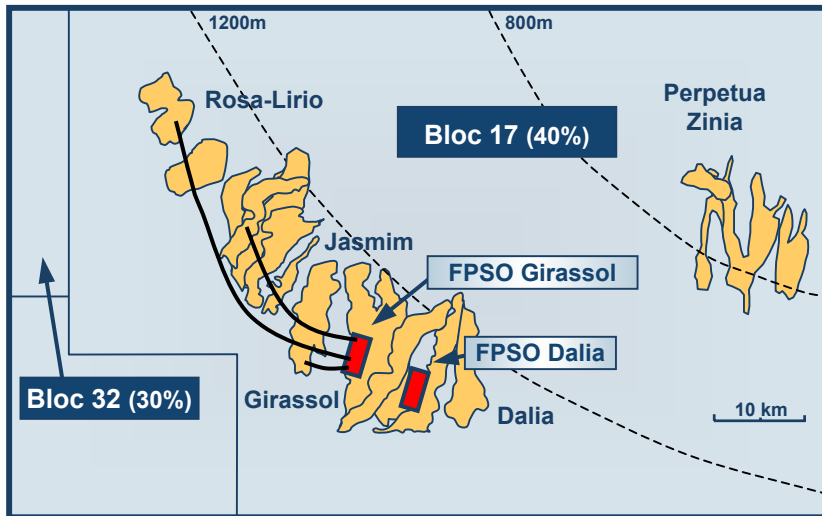 1200m
800m
Rosa-Lirio
Perpetua
Zinia
Bloc 17 (40%)
Jasmim
FPSO Girassol
FPSO Dalia
Bloc 32 (30%)
Girassol
Dalia
10 km